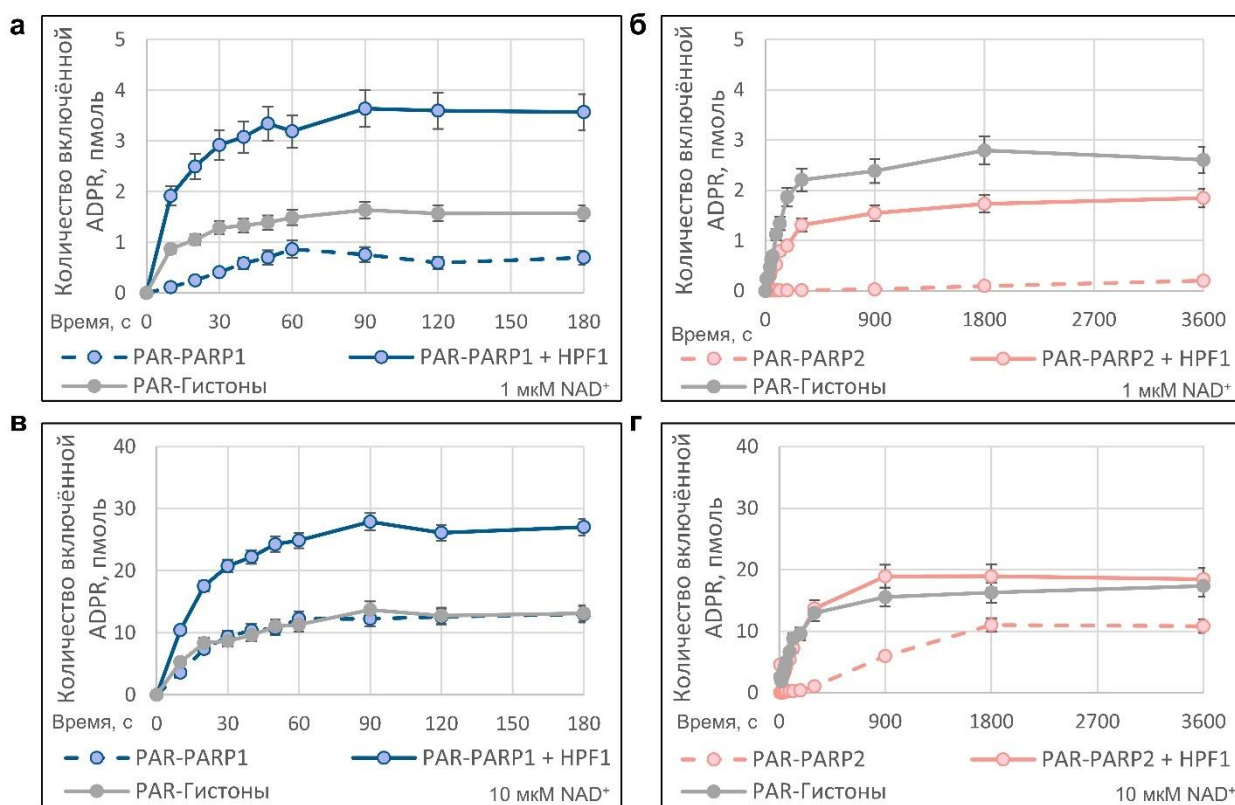 а
Количество включённой
ADPR, пмоль
5
4
3
2
1
0
Время, с
0
30
60
90
120
150
180
PAR-PARP1
PAR-PARP1 + HPF1
PAR-Гистоны
1 мкМ NAD⁺
б
Количество включённой
ADPR, пмоль
5
4
3
2
1
0
Время, с
0
900
1800
2700
3600
PAR-PARP2
PAR-PARP2 + HPF1
PAR-Гистоны
1 мкМ NAD⁺
в
Количество включённой
ADPR, пмоль
40
30
20
10
0
Время, с
0
30
60
90
120
150
180
PAR-PARP1
PAR-PARP1 + HPF1
PAR-Гистоны
10 мкМ NAD⁺
г
Количество включённой
ADPR, пмоль
40
30
20
10
0
Время, с
0
900
1800
2700
3600
PAR-PARP2
PAR-PARP2 + HPF1
PAR-Гистоны
10 мкМ NAD⁺